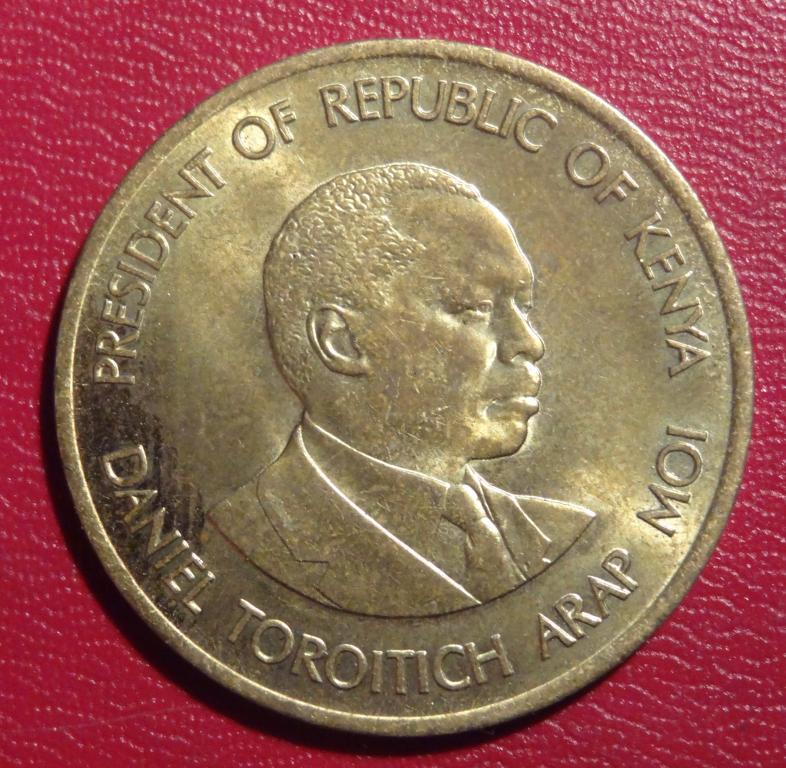 PRESIDENT OF REPUBLIC OF KENYA
DANIEL TOROITICH ARAP MOI